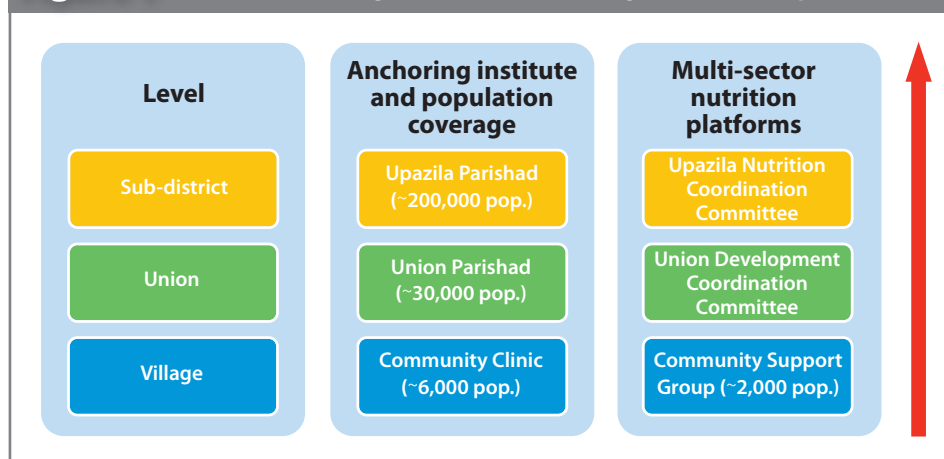 Level
Anchoring institute
and population
coverage
Multi-sector
nutrition
platforms
Sub-district
Upazila Parishad
(~200,000 pop.)
Upazila Nutrition
Coordination
Committee
Union
Union Parishad
(~30,000 pop.)
Union Development
Coordination
Committee
Village
Community Clinic
(~6,000 pop.)
Community Support
Group (~2,000 pop.)